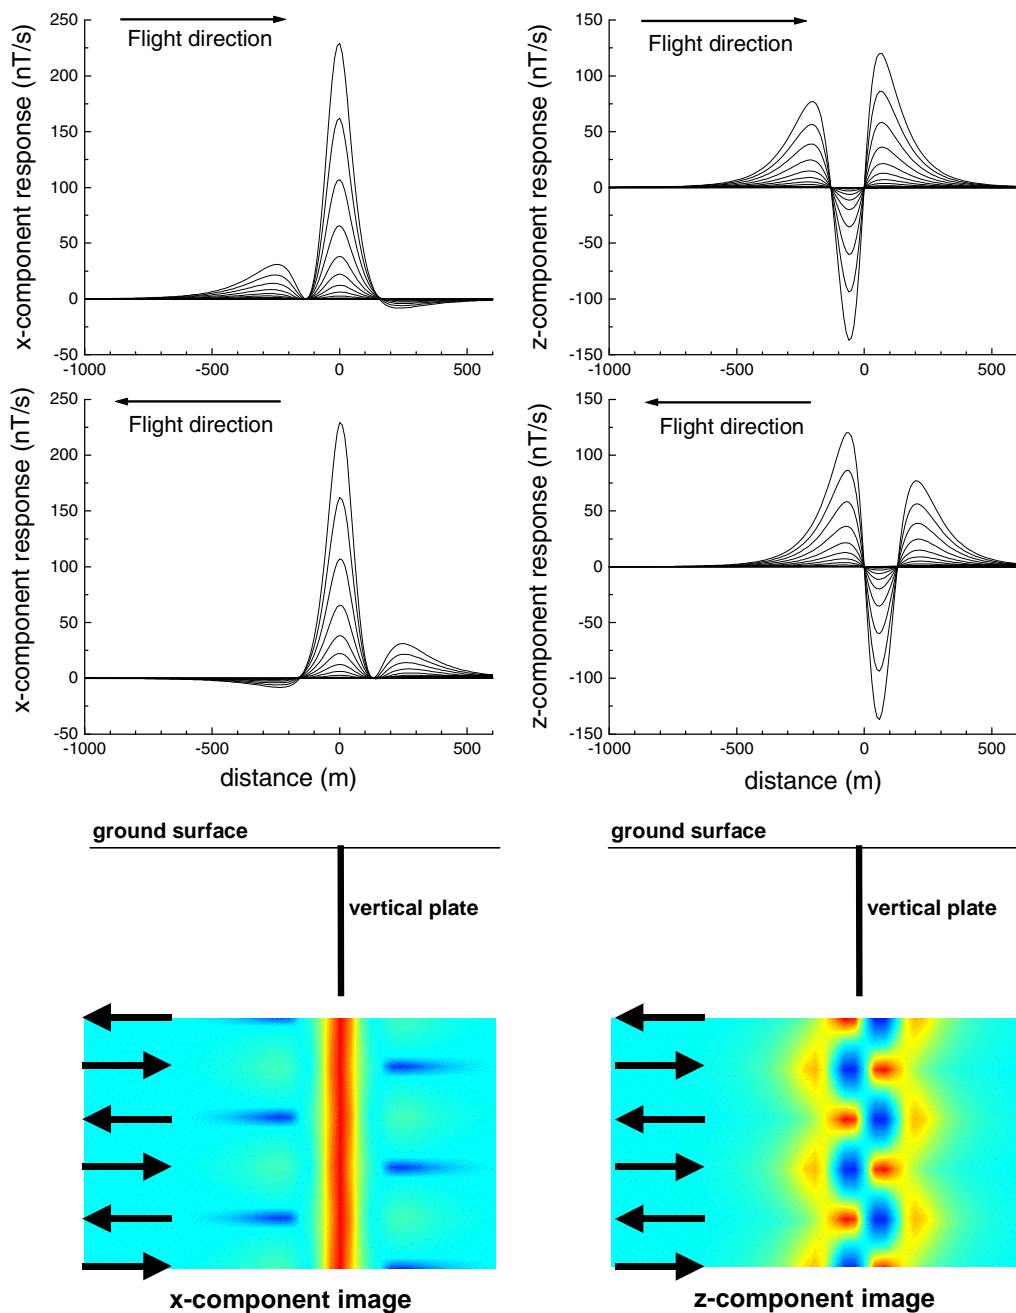 x-component response (nT/s)
250
200
150
100
50
0
-50
-1000
-500
0
500
Flight direction
z-component response (nT/s)
150
100
50
0
-50
-100
-150
-1000
-500
0
500
Flight direction
x-component response (nT/s)
250
200
150
100
50
0
-50
-1000
-500
0
500
Flight direction
distance (m)
z-component response (nT/s)
150
100
50
0
-50
-100
-150
-1000
-500
0
500
Flight direction
distance (m)
ground surface
vertical plate
ground surface
vertical plate
x-component image
z-component image